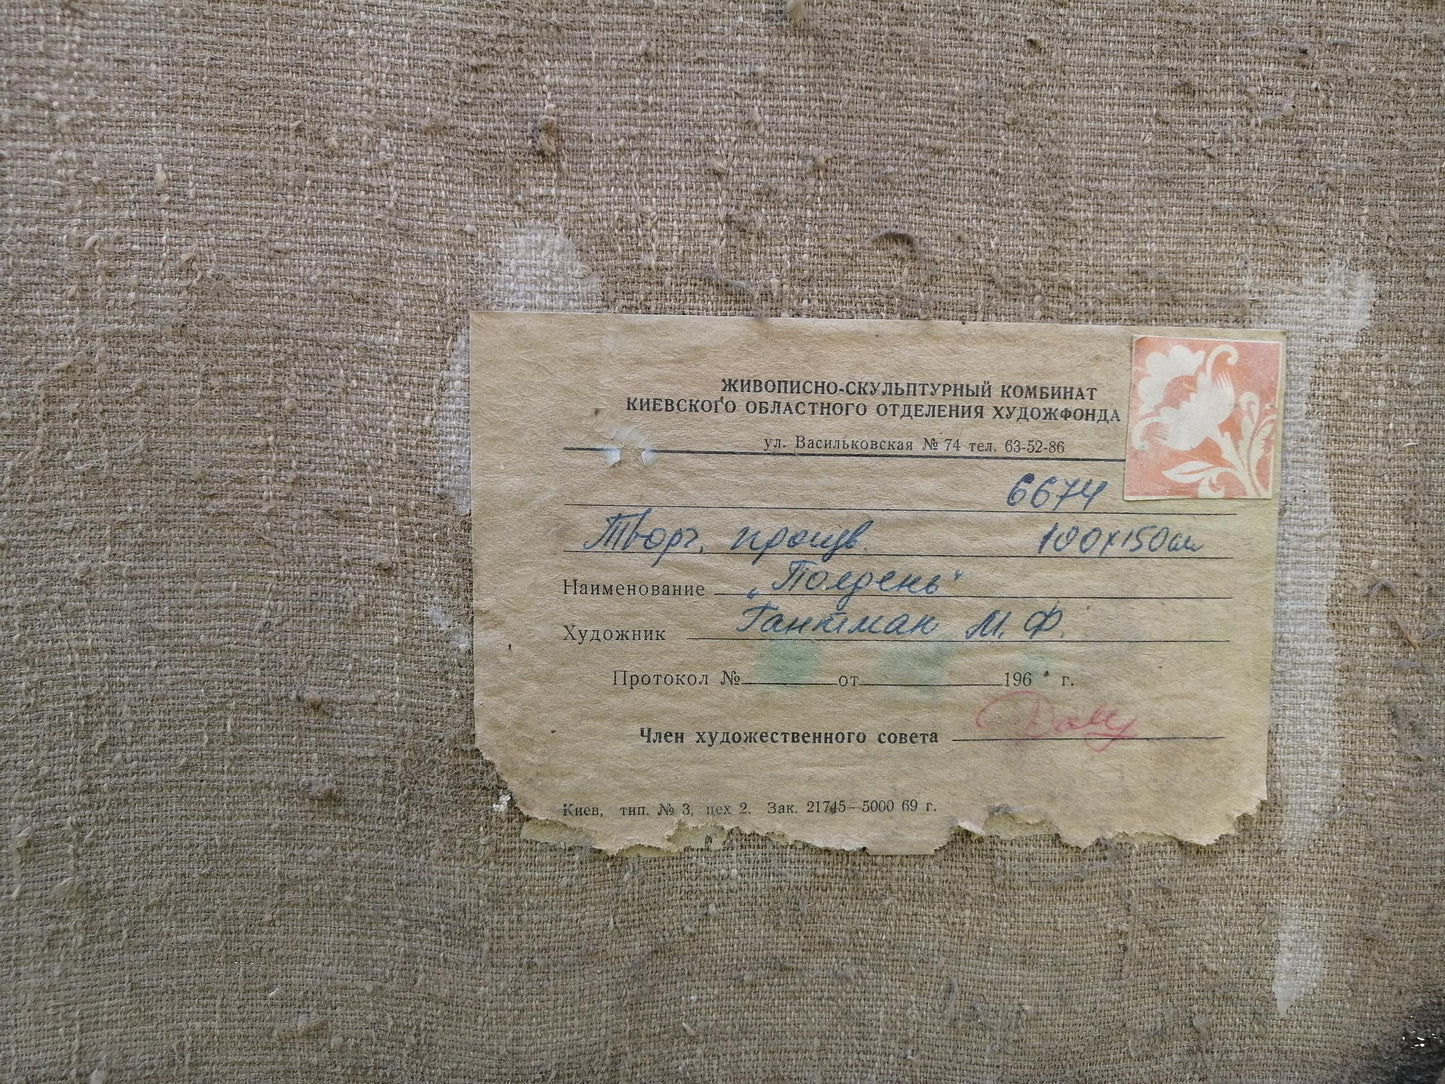 ЖИВОПИСНО-СКУЛЬПТУРНЫЙ КОМБИНАТ
КИЕВСКОГО ОБЛАСТНОГО ОТДЕЛЕНИЯ ХУДОЖФОНДА
ул. Васильковская № 74 тел. 63-52-86
6674
Творч. произв. 100х150см
Наименование „Полдень"
Художник Гантман М. Ф.
Протокол № от 196 г.
Член художественного совета
Киев, тип. № 3, цех 2. Зак. 21745—5000 69 г.